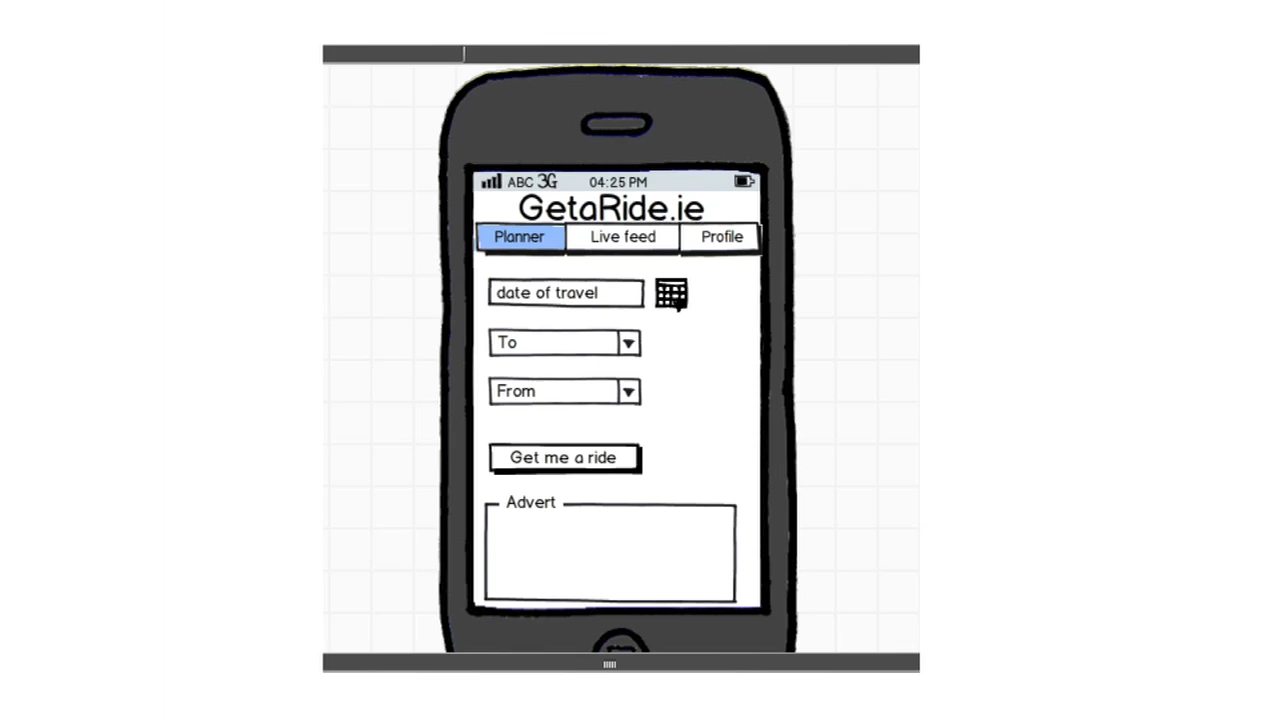 ABC 3G 04:25 PM
GetaRide.ie
Planner Live feed Profile
date of travel
To
From
Get me a ride
Advert